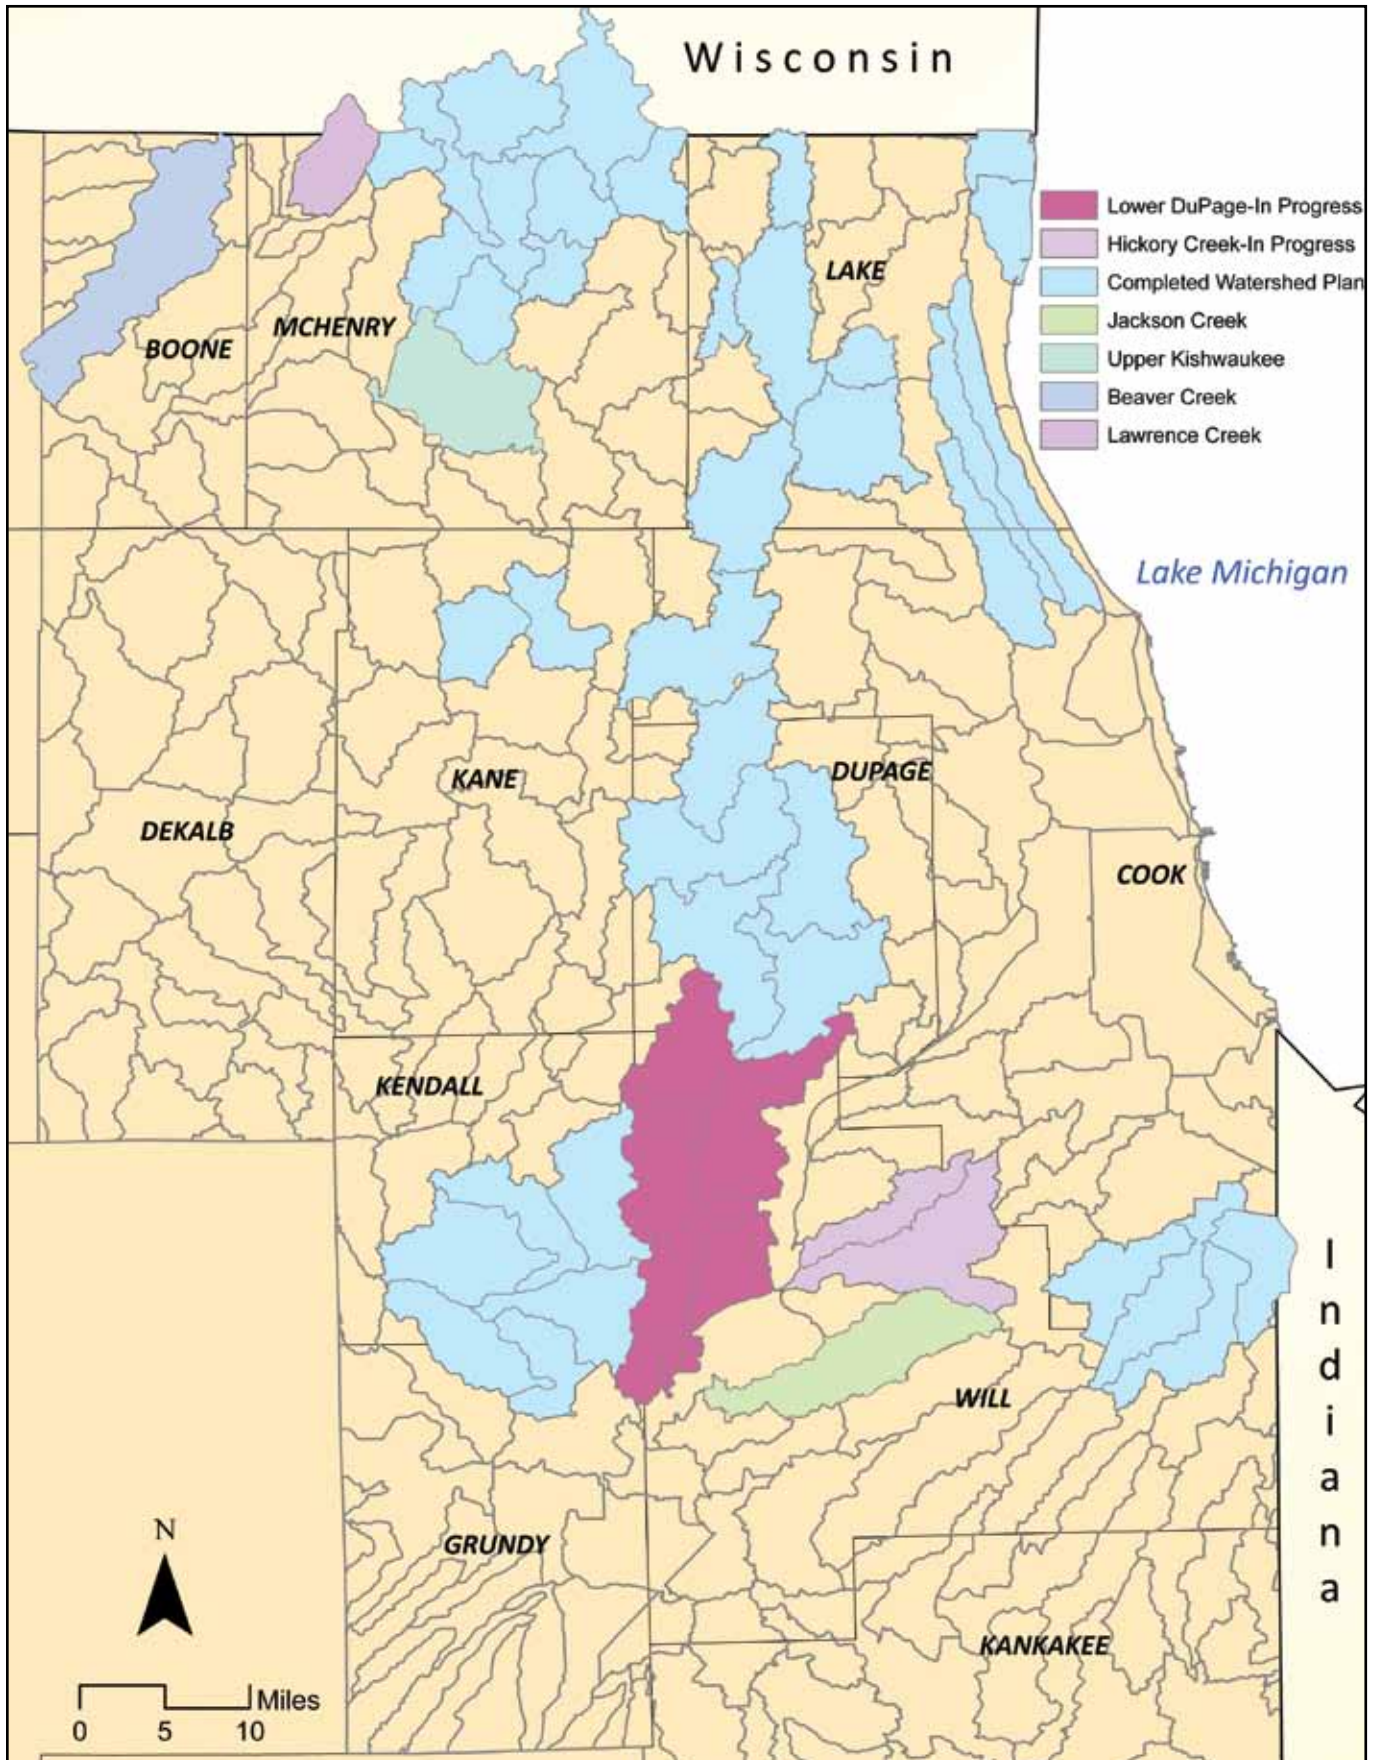 Wisconsin
Lower DuPage-In Progress
Hickory Creek-In Progress
Completed Watershed Plan
Jackson Creek
Upper Kishwaukee
Beaver Creek
Lawrence Creek
LAKE
MCHENRY
BOONE
Lake Michigan
KANE
DUPAGE
DEKALB
COOK
KENDALL
Indiana
WILL
GRUNDY
KANKAKEE
N
Miles
0 5 10